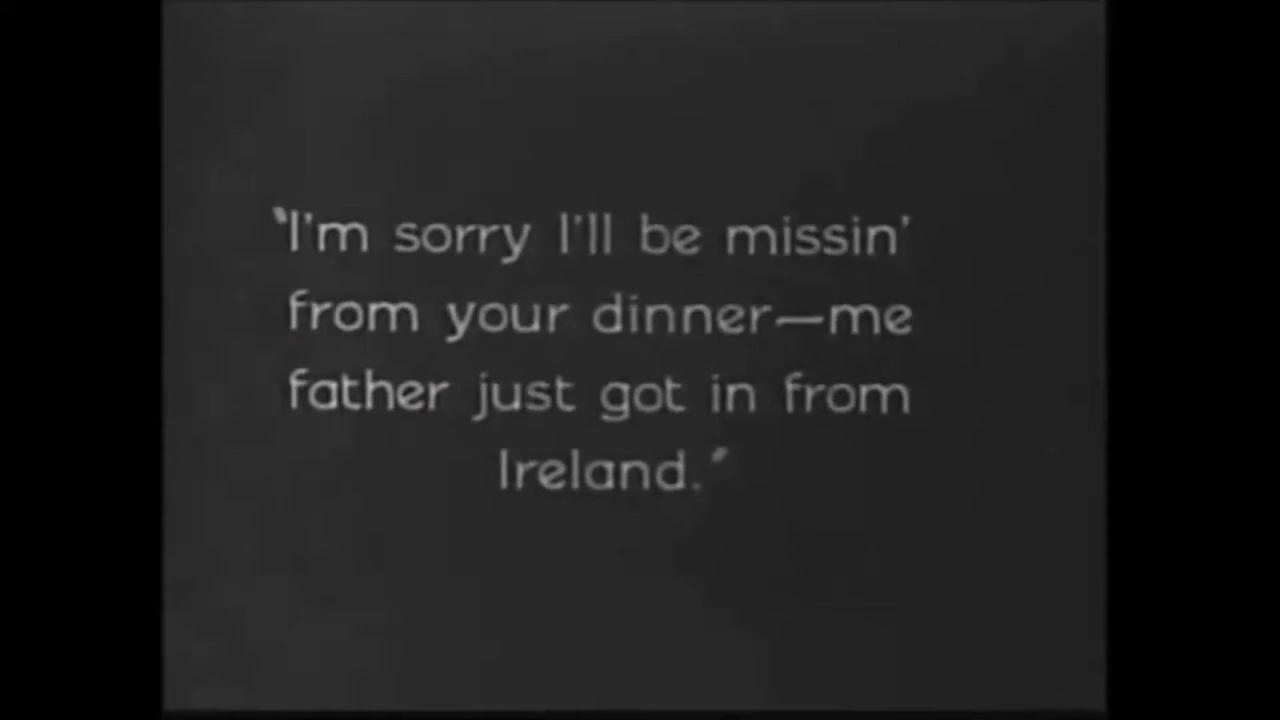 "I'm sorry I'll be missin'
from your dinner—me
father just got in from
Ireland."